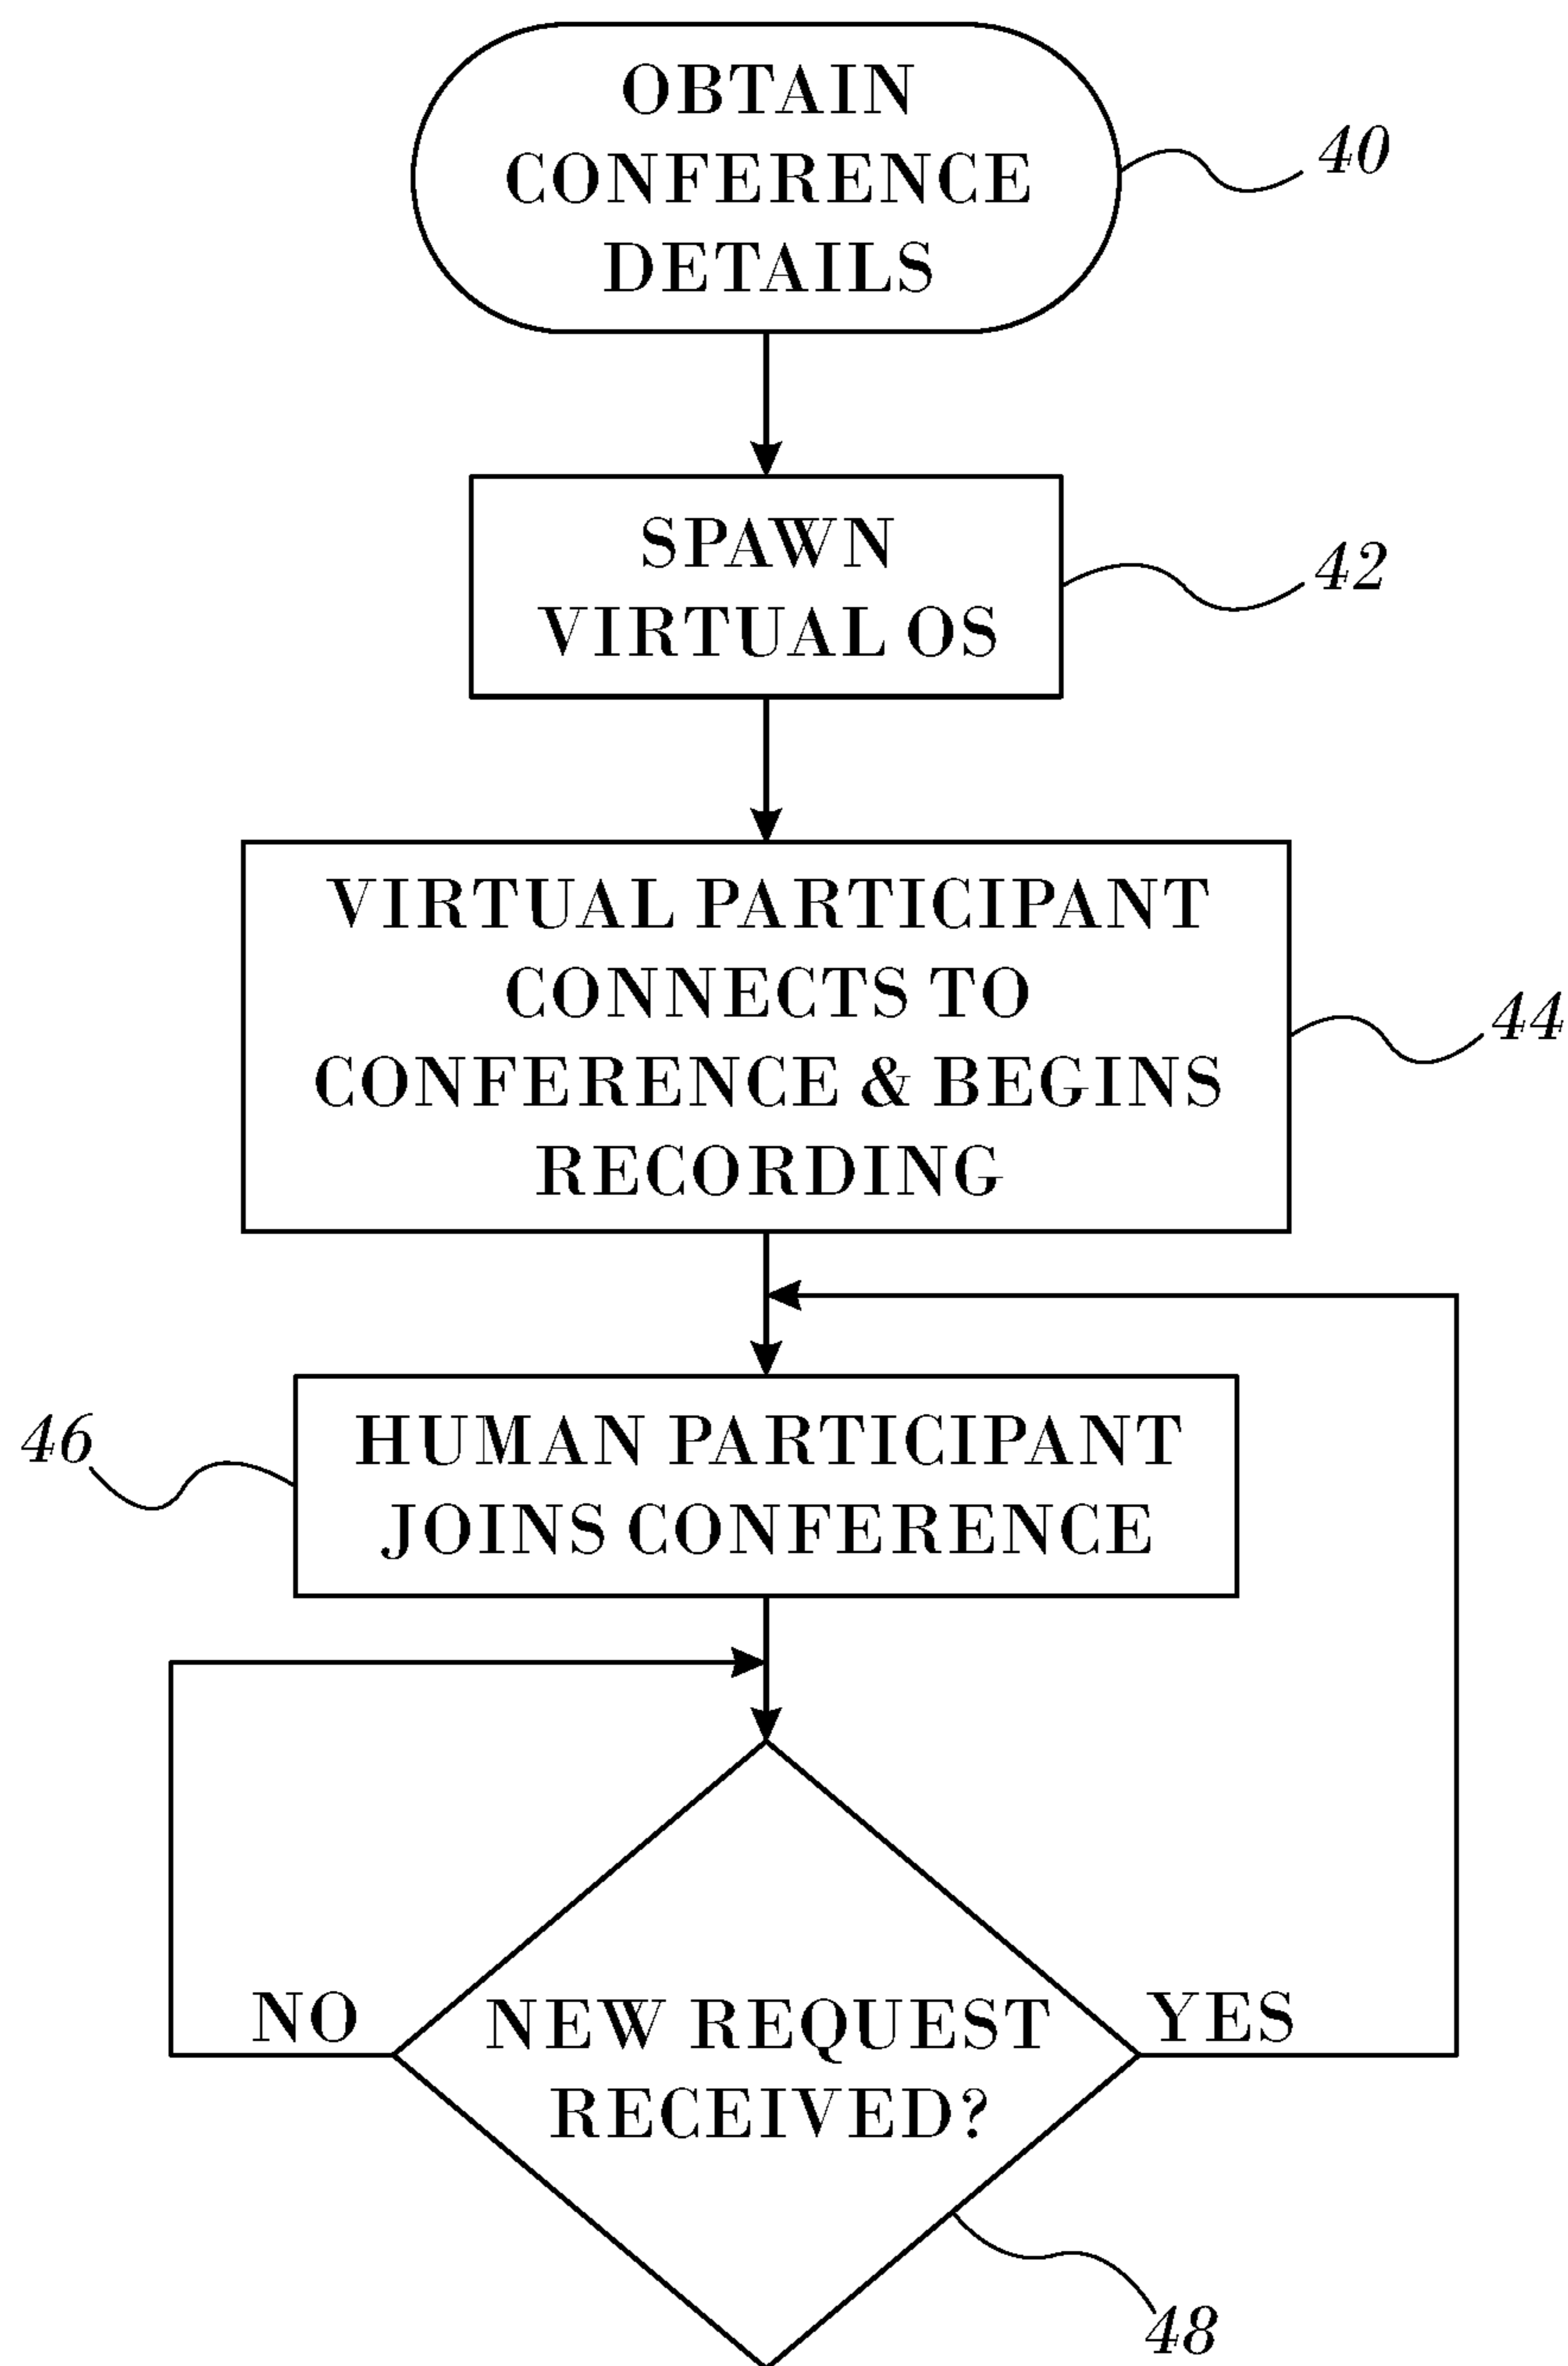 OBTAIN
CONFERENCE
DETAILS
40
SPAWN
VIRTUAL OS
42
VIRTUAL PARTICIPANT
CONNECTS TO
CONFERENCE & BEGINS
RECORDING
44
46
HUMAN PARTICIPANT
JOINS CONFERENCE
NO
NEW REQUEST
RECEIVED?
YES
48